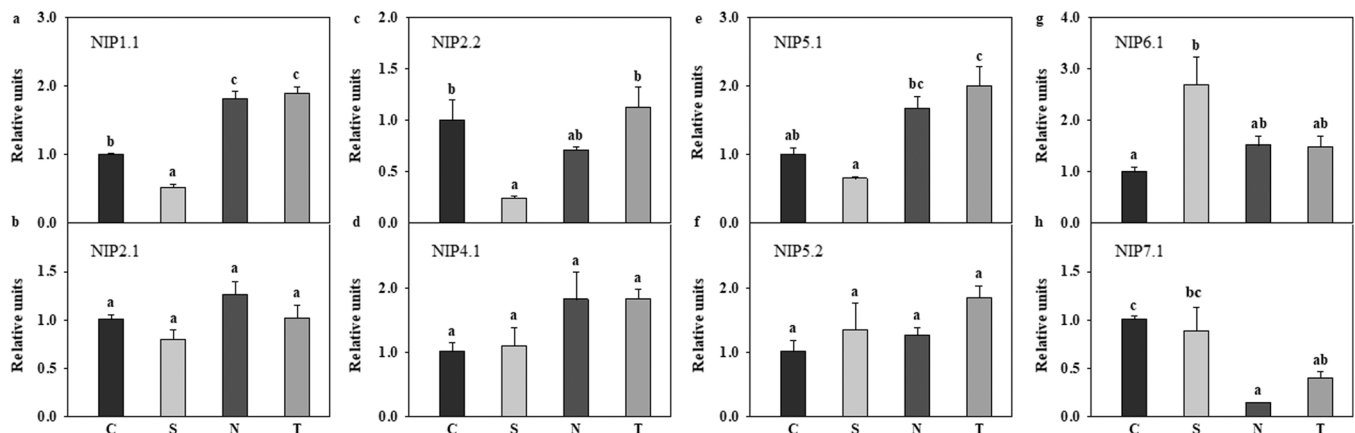 a
3.0
NIP1.1
2.0
1.0
0.0
Relative units
b
a
c
c
b
NIP2.1
1.5
1.0
0.5
0.0
Relative units
a
a
a
a
C S N T
c
2.0
NIP2.2
1.5
1.0
0.5
0.0
Relative units
b
a
ab
b
d
NIP4.1
2.0
1.0
0.0
Relative units
a
a
a
a
C S N T
e
3.0
NIP5.1
2.0
1.0
0.0
Relative units
ab
a
bc
c
f
NIP5.2
2.0
1.0
0.0
Relative units
a
a
a
a
C S N T
g
4.0
NIP6.1
3.0
2.0
1.0
0.0
Relative units
a
b
ab
ab
h
NIP7.1
1.5
1.0
0.5
0.0
Relative units
c
bc
a
ab
C S N T